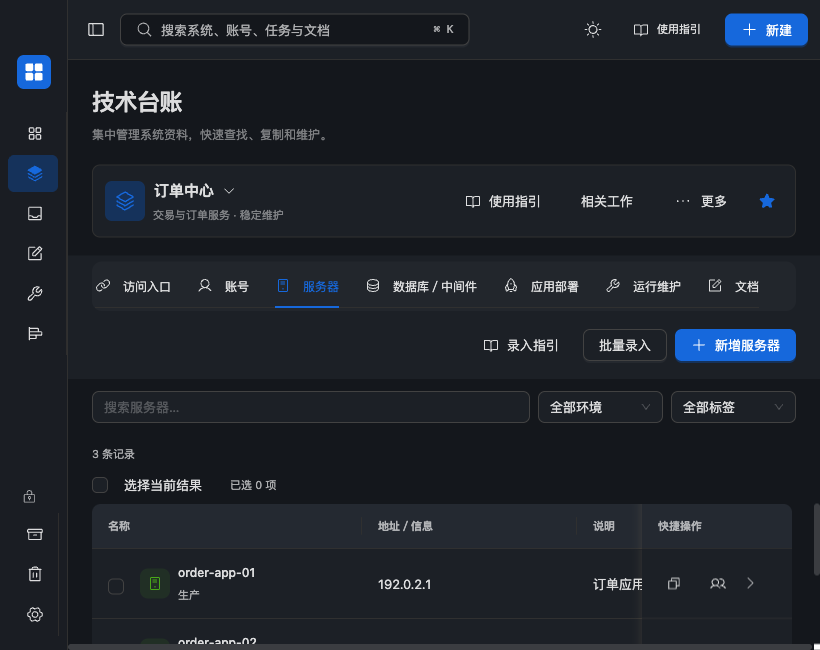 搜索系统、账号、任务与文档 ⌘ K
使用指引
新建
技术台账
集中管理系统资料，快速查找、复制和维护。
订单中心
交易与订单服务 · 稳定维护
使用指引
相关工作
··· 更多
访问入口
账号
服务器
数据库 / 中间件
应用部署
运行维护
文档
录入指引
批量录入
新增服务器
搜索服务器...
全部环境
全部标签
3 条记录
选择当前结果
已选 0 项
名称
地址 / 信息
说明
快捷操作
order-app-01
生产
192.0.2.1
订单应用
order-app-02